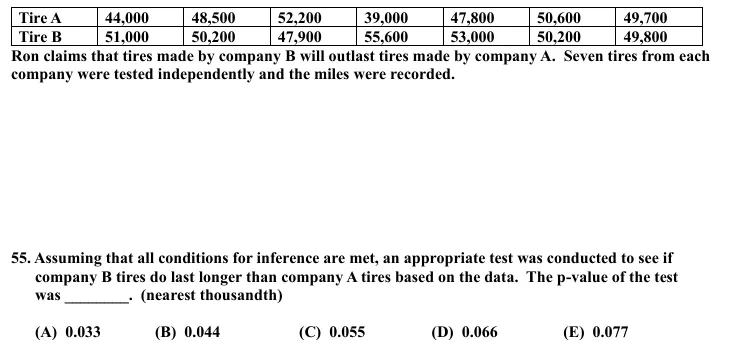 Tire A 44,000 48,500 52,200 39,000 47,800 50,600 49,700
Tire B 51,000 50,200 47,900 55,600 53,000 50,200 49,800
Ron claims that tires made by company B will outlast tires made by company A. Seven tires from each
company were tested independently and the miles were recorded.
55. Assuming that all conditions for inference are met, an appropriate test was conducted to see if
company B tires do last longer than company A tires based on the data. The p-value of the test
was ________. (nearest thousandth)
(A) 0.033 (B) 0.044 (C) 0.055 (D) 0.066 (E) 0.077